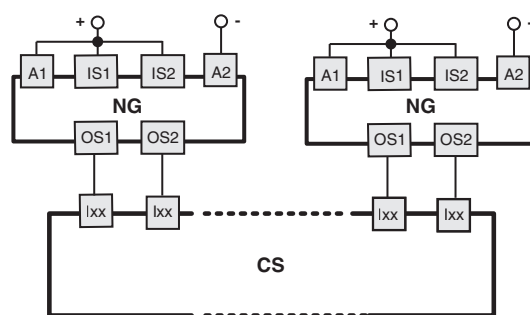 + - + -
A1 IS1 IS2 A2 A1 IS1 IS2 A2
NG NG
OS1 OS2 OS1 OS2
Ixx Ixx Ixx Ixx
CS